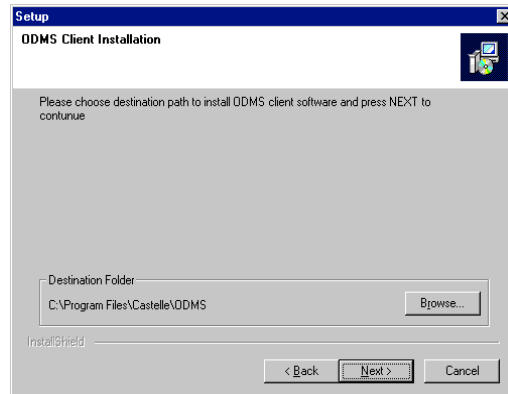 Setup
ODMS Client Installation
Please choose destination path to install ODMS client software and press NEXT to
contunue
Destination Folder
C:\Program Files\Castelle\ODMS
Browse...
InstallShield
< Back
Next >
Cancel